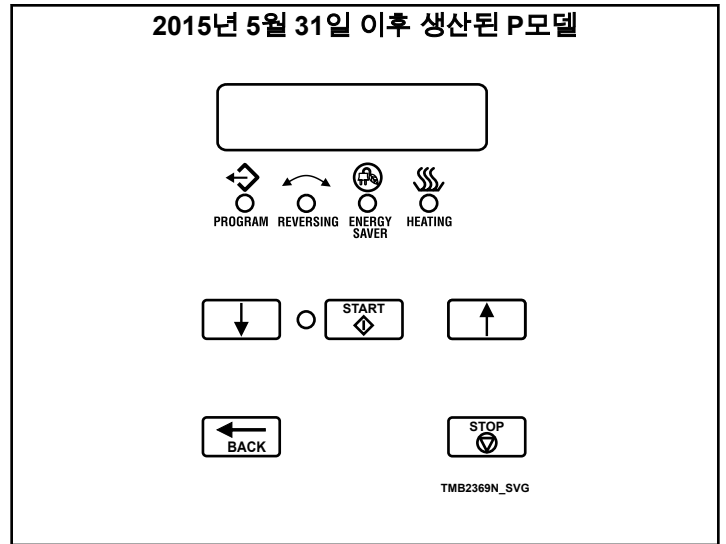 2015년 5월 31일 이후 생산된 P모델
PROGRAM REVERSING ENERGY SAVER HEATING
START
BACK
STOP
TMB2369N_SVG